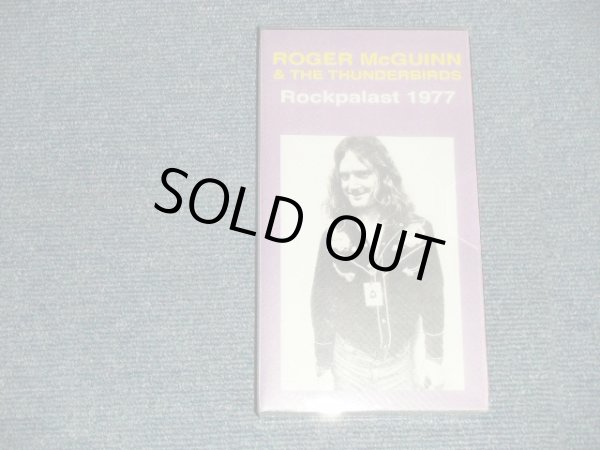 ROGER McGUINN
& THE THUNDERBIRDS
Rockpalast 1977
SOLD OUT